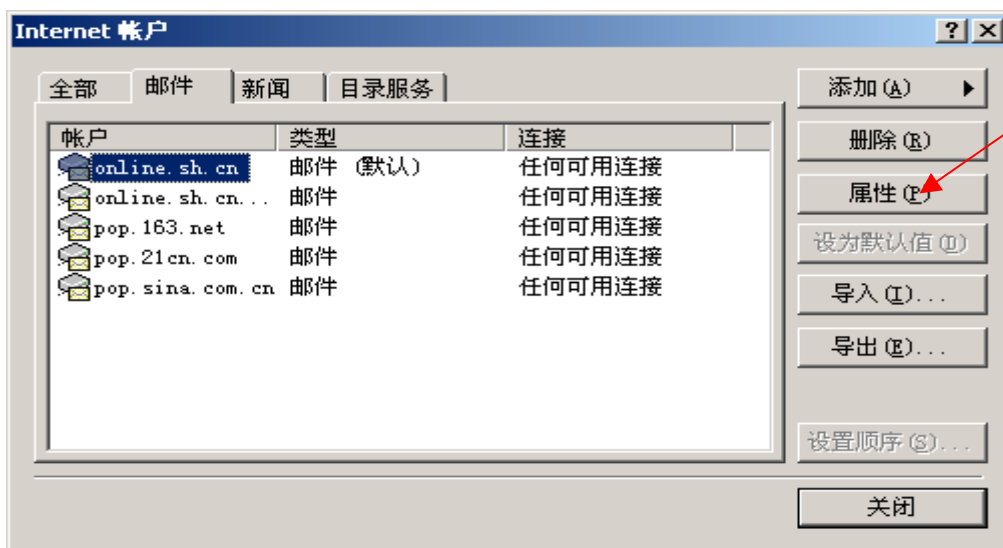 Internet 帐户
全部 邮件 新闻 目录服务
帐户 类型 连接
online.sh.cn 邮件 (默认) 任何可用连接
online.sh.cn... 邮件 任何可用连接
pop.163.net 邮件 任何可用连接
pop.21cn.com 邮件 任何可用连接
pop.sina.com.cn 邮件 任何可用连接
添加(A)
删除(R)
属性(P)
设为默认值(D)
导入(I)...
导出(E)...
设置顺序(S)...
关闭